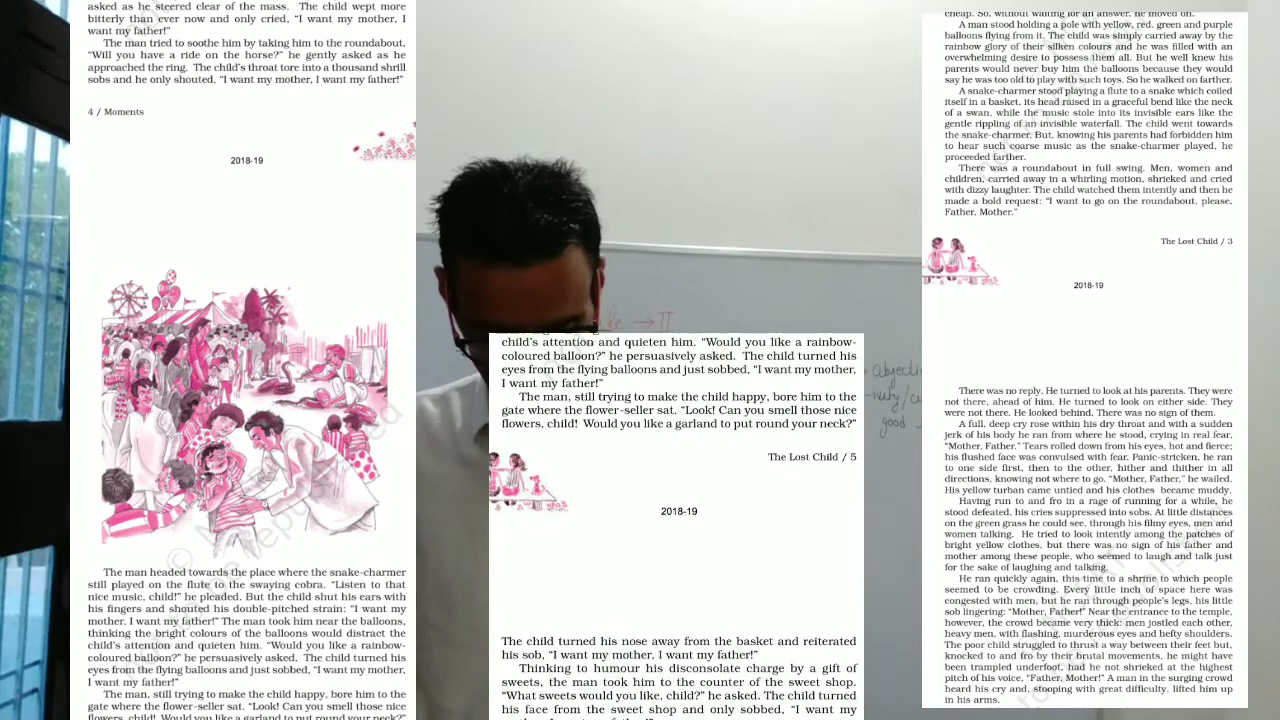 asked as he steered clear of the mass. The child wept more
bitterly than ever now and only cried, “I want my mother, I
want my father!”
The man tried to soothe him by taking him to the roundabout.
“Will you have a ride on the horse?” he gently asked as he
approached the ring. The child’s throat tore into a thousand shrill
sobs and he only shouted, “I want my mother, I want my father!”
4 / Moments
2018-19
The man headed towards the place where the snake-charmer
still played on the flute to the swaying cobra. “Listen to that
nice music, child!” he pleaded. But the child shut his ears with
his fingers and shouted his double-pitched strain: “I want my
mother, I want my father!” The man took him near the balloons,
thinking the bright colours of the balloons would distract the
child’s attention and quieten him. “Would you like a rainbow-
coloured balloon?” he persuasively asked. The child turned his
eyes from the flying balloons and just sobbed, “I want my mother,
I want my father!”
The man, still trying to make the child happy, bore him to the
gate where the flower-seller sat. “Look! Can you smell those nice
flowers, child! Would you like a garland to put round your neck?”
→ II
child’s attention and quieten him. “Would you like a rainbow-
coloured balloon?” he persuasively asked. The child turned his
eyes from the flying balloons and just sobbed, “I want my mother,
I want my father!”
The man, still trying to make the child happy, bore him to the
gate where the flower-seller sat. “Look! Can you smell those nice
flowers, child! Would you like a garland to put round your neck?”
The Lost Child / 5
2018-19
The child turned his nose away from the basket and reiterated
his sob, “I want my mother, I want my father!”
Thinking to humour his disconsolate charge by a gift of
sweets, the man took him to the counter of the sweet shop.
“What sweets would you like, child?” he asked. The child turned
his face from the sweet shop and only sobbed, “I want my
good
cheap. So, without waiting for an answer, he moved on.
A man stood holding a pole with yellow, red, green and purple
balloons flying from it. The child was simply carried away by the
rainbow glory of their silken colours and he was filled with an
overwhelming desire to possess them all. But he well knew his
parents would never buy him the balloons because they would
say he was too old to play with such toys. So he walked on farther.
A snake-charmer stood playing a flute to a snake which coiled
itself in a basket, its head raised in a graceful bend like the neck
of a swan, while the music stole into its invisible ears like the
gentle rippling of an invisible waterfall. The child went towards
the snake-charmer. But, knowing his parents had forbidden him
to hear such coarse music as the snake-charmer played, he
proceeded farther.
There was a roundabout in full swing. Men, women and
children, carried away in a whirling motion, shrieked and cried
with dizzy laughter. The child watched them intently and then he
made a bold request: “I want to go on the roundabout, please,
Father, Mother.”
The Lost Child / 3
2018-19
There was no reply. He turned to look at his parents. They were
not there, ahead of him. He turned to look on either side. They
were not there. He looked behind. There was no sign of them.
A full, deep cry rose within his dry throat and with a sudden
jerk of his body he ran from where he stood, crying in real fear,
“Mother, Father.” Tears rolled down from his eyes, hot and fierce;
his flushed face was convulsed with fear. Panic-stricken, he ran
to one side first, then to the other, hither and thither in all
directions, knowing not where to go. “Mother, Father,” he wailed.
His yellow turban came untied and his clothes became muddy.
Having run to and fro in a rage of running for a while, he
stood defeated, his cries suppressed into sobs. At little distances
on the green grass he could see, through his filmy eyes, men and
women talking. He tried to look intently among the patches of
bright yellow clothes, but there was no sign of his father and
mother among these people, who seemed to laugh and talk just
for the sake of laughing and talking.
He ran quickly again, this time to a shrine to which people
seemed to be crowding. Every little inch of space here was
congested with men, but he ran through people’s legs, his little
sob lingering: “Mother, Father!” Near the entrance to the temple,
however, the crowd became very thick: men jostled each other,
heavy men, with flashing, murderous eyes and hefty shoulders.
The poor child struggled to thrust a way between their feet but,
knocked to and fro by their brutal movements, he might have
been trampled underfoot, had he not shrieked at the highest
pitch of his voice, “Father, Mother!” A man in the surging crowd
heard his cry and, stooping with great difficulty, lifted him up
in his arms.